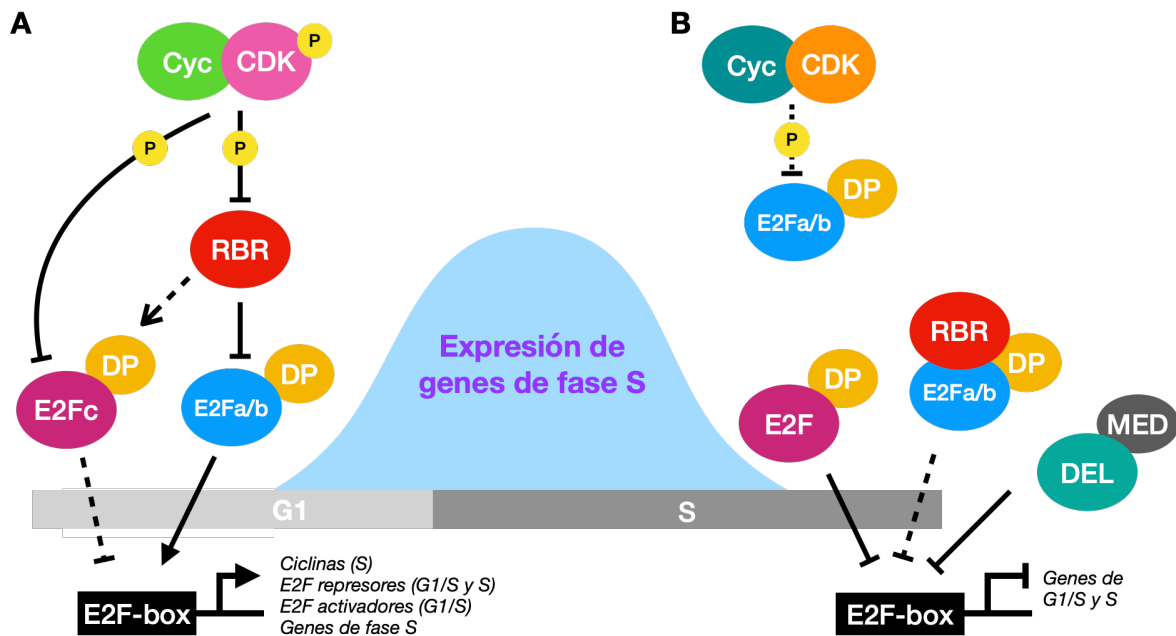 A
Cyc
CDK
P
P
P
RBR
DP
E2Fc
DP
E2Fa/b
Expresión de
genes de fase S
G1
S
E2F-box
Ciclinas (S)
E2F represores (G1/S y S)
E2F activadores (G1/S)
Genes de fase S
B
Cyc
CDK
P
DP
E2Fa/b
RBR
DP
E2Fa/b
DP
E2F
MED
DEL
E2F-box
Genes de
G1/S y S